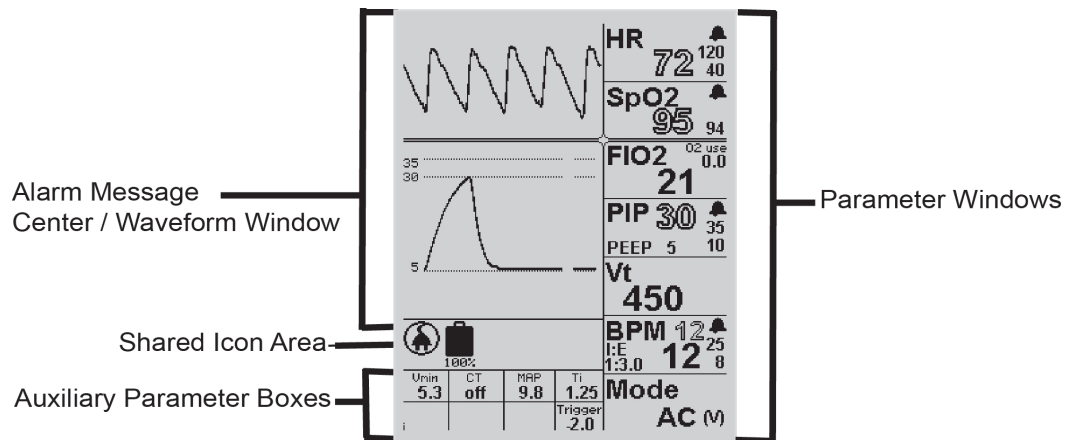 Alarm Message
Center / Waveform Window
Shared Icon Area
Auxiliary Parameter Boxes
35
30
5
100%
Vmin
5.3
CT
off
MAP
9.8
Ti
1.25
Trigger
-2.0
i
HR
72
120
40
SpO2
95
94
FIO2
O2 use
0.0
21
PIP 30
35
PEEP 5 10
Vt
450
BPM 12
I:E
1:3.0
12
25
8
Mode
AC (V)
Parameter Windows